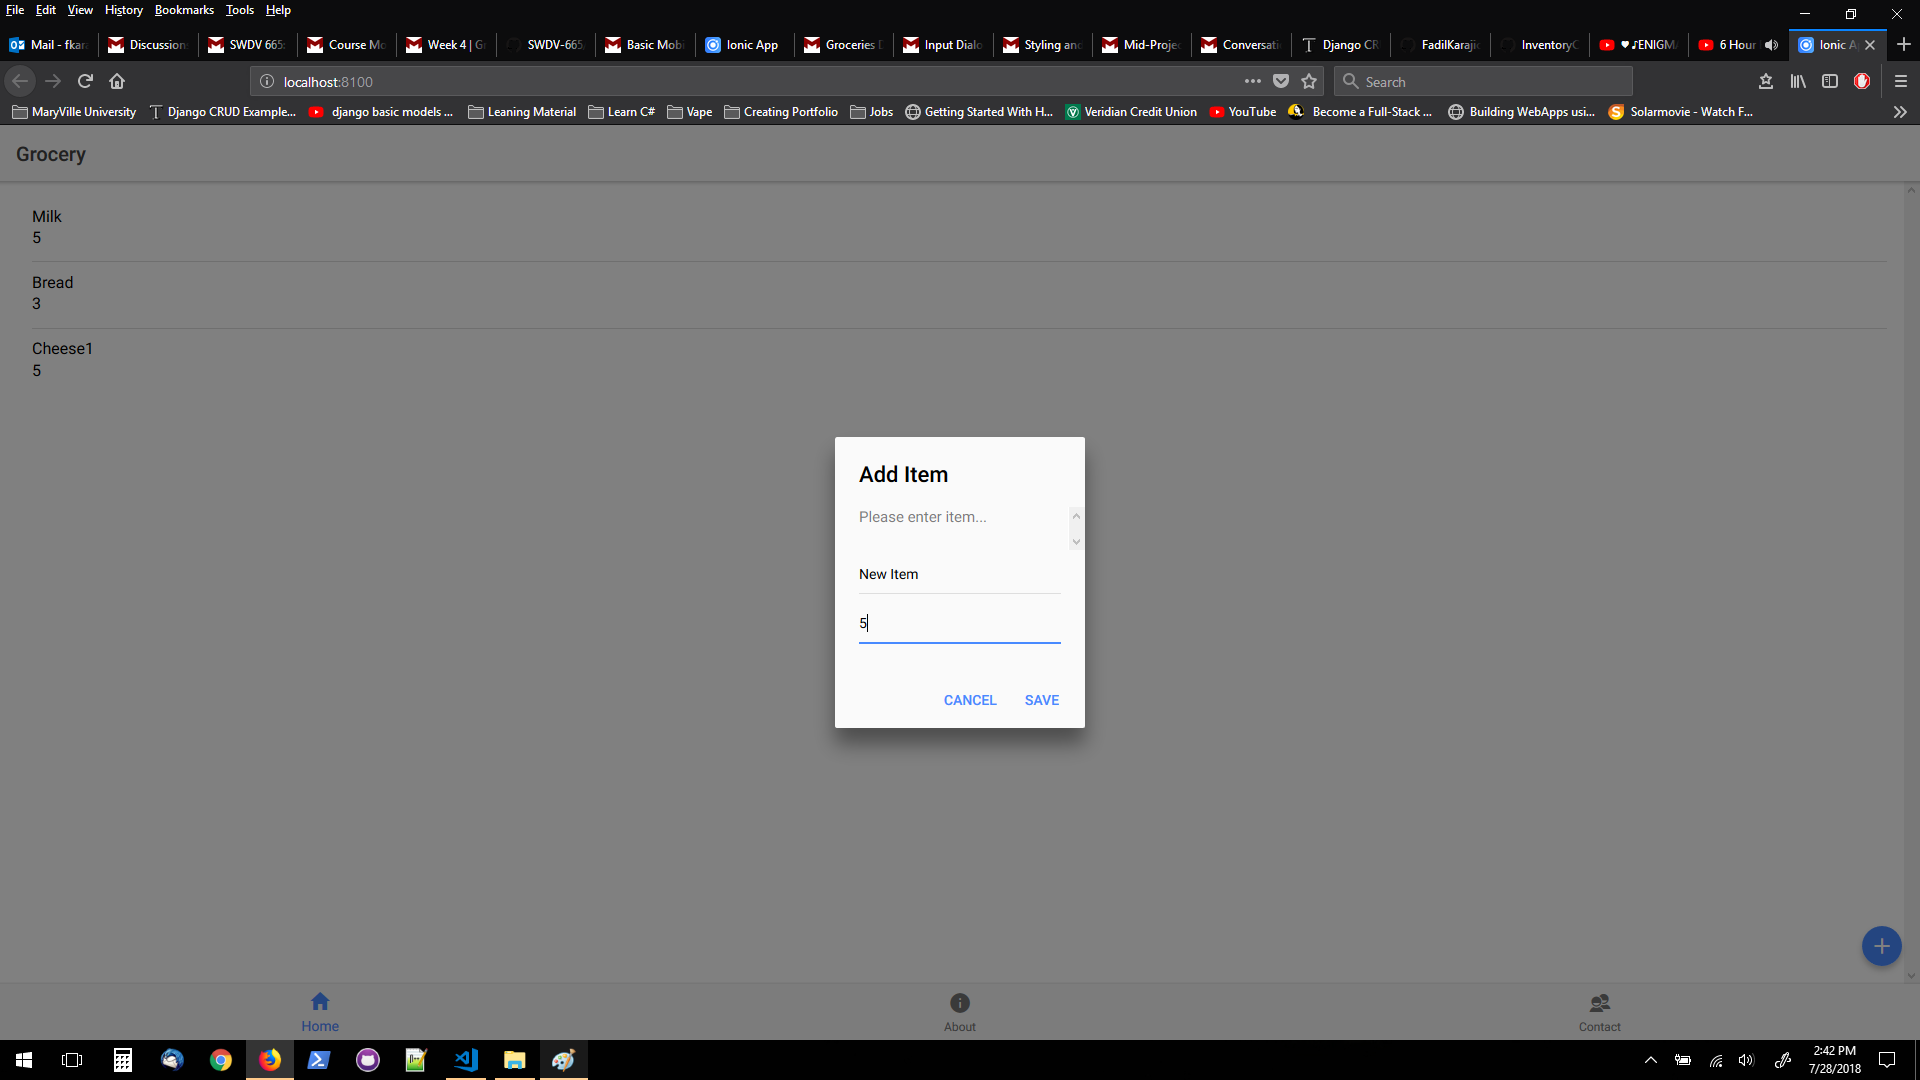 File Edit View History Bookmarks Tools Help
Mail - fkara Discussion SWDV 665: Course Mo Week 4 | G SWDV-665 Basic Mobi Ionic App Groceries D Input Dialo Styling and Mid-Projec Conversati Django CR FadilKaraji InventoryC ♥♪ENIGM 6 Hour Ionic A
localhost:8100 Search
MaryVille University Django CRUD Example... django basic models ... Leaning Material Learn C# Vape Creating Portfolio Jobs Getting Started With H... Veridian Credit Union YouTube Become a Full-Stack ... Building WebApps usi... Solarmovie - Watch F...
Grocery
Milk
5
Bread
3
Cheese1
5
Add Item
Please enter item...
New Item
5
CANCEL SAVE
Home About Contact
2:42 PM
7/28/2018